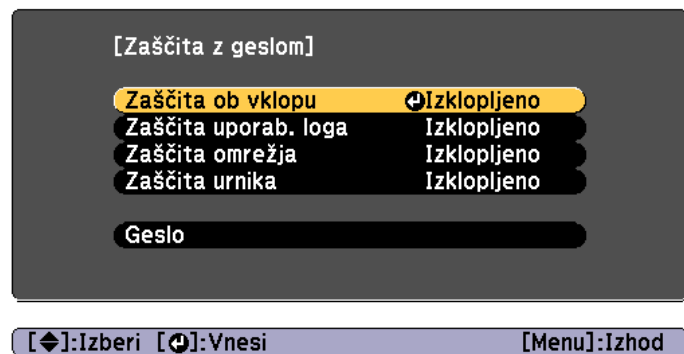 [Zaščita z geslom]
Zaščita ob vklopu Izklopljeno
Zaščita uporab. loga Izklopljeno
Zaščita omrežja Izklopljeno
Zaščita urnika Izklopljeno
Geslo
[◆]:Izberi [⏎]:Vnesi [Menu]:Izhod